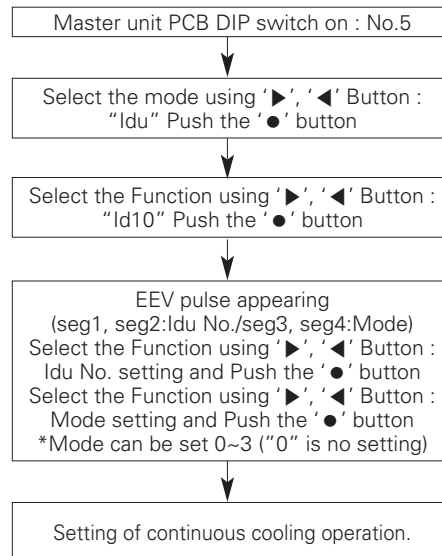 Master unit PCB DIP switch on : No.5
Select the mode using ‘▶’, ‘◀’ Button :
“Idu” Push the ‘●’ button
Select the Function using ‘▶’, ‘◀’ Button :
“Id10” Push the ‘●’ button
EEV pulse appearing
(seg1, seg2:Idu No./seg3, seg4:Mode)
Select the Function using ‘▶’, ‘◀’ Button :
Idu No. setting and Push the ‘●’ button
Select the Function using ‘▶’, ‘◀’ Button :
Mode setting and Push the ‘●’ button
*Mode can be set 0~3 ("0" is no setting)
Setting of continuous cooling operation.